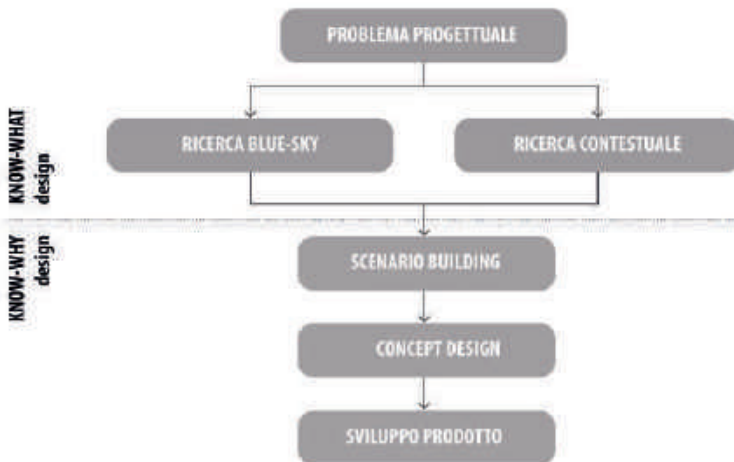 PROBLEMA PROGETTUALE
KNOW-WHAT
design
RICERCA BLUE-SKY
RICERCA CONTESTUALE
KNOW-WHY
design
SCENARIO BUILDING
CONCEPT DESIGN
SVILUPPO PRODOTTO